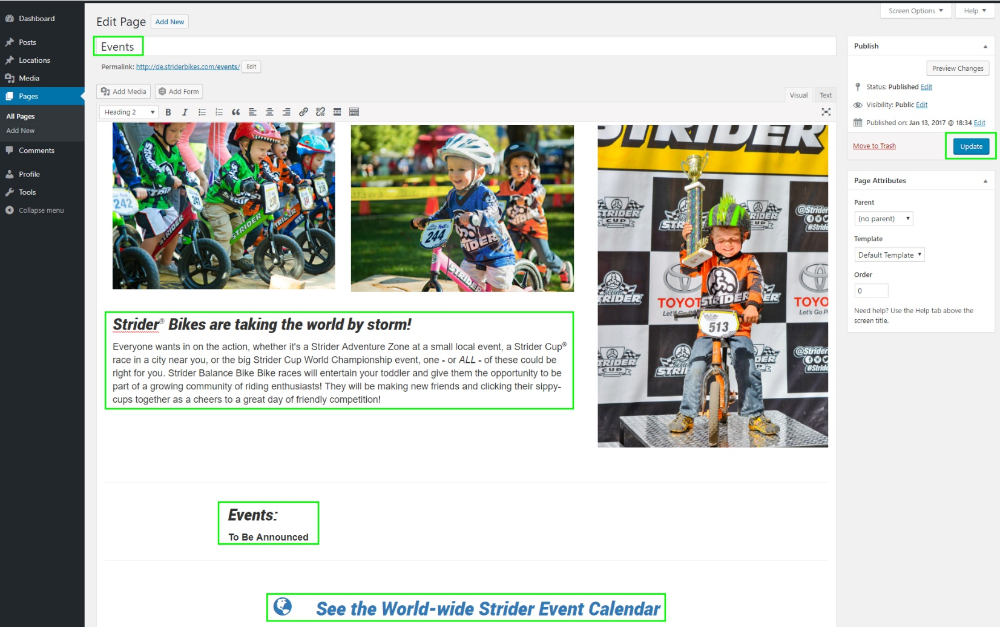 Screen Options
Help
Dashboard
Posts
Locations
Media
Pages
All Pages
Add New
Comments
Profile
Tools
Collapse menu
Edit Page
Add New
Events
Permalink: http://de.striderbikes.com/events/ Edit
Add Media
Add Form
Visual
Text
Heading 2
B I
242
241
244
STRIDER
STRIDER
STRIDER
STRIDER
CUP
TOYOT
TOYO
Let's Go P
STRIDER
513
@Strider
#Stride
Strider® Bikes are taking the world by storm!
Everyone wants in on the action, whether it's a Strider Adventure Zone at a small local event, a Strider Cup®
race in a city near you, or the big Strider Cup World Championship event, one - or ALL - of these could be
right for you. Strider Balance Bike Bike races will entertain your toddler and give them the opportunity to be
part of a growing community of riding enthusiasts! They will be making new friends and clicking their sippy-
cups together as a cheers to a great day of friendly competition!
Events:
To Be Announced
See the World-wide Strider Event Calendar
Publish
Preview Changes
Status: Published Edit
Visibility: Public Edit
Published on: Jan 13, 2017 @ 18:34 Edit
Move to Trash
Update
Page Attributes
Parent
(no parent)
Template
Default Template
Order
0
Need help? Use the Help tab above the
screen title.